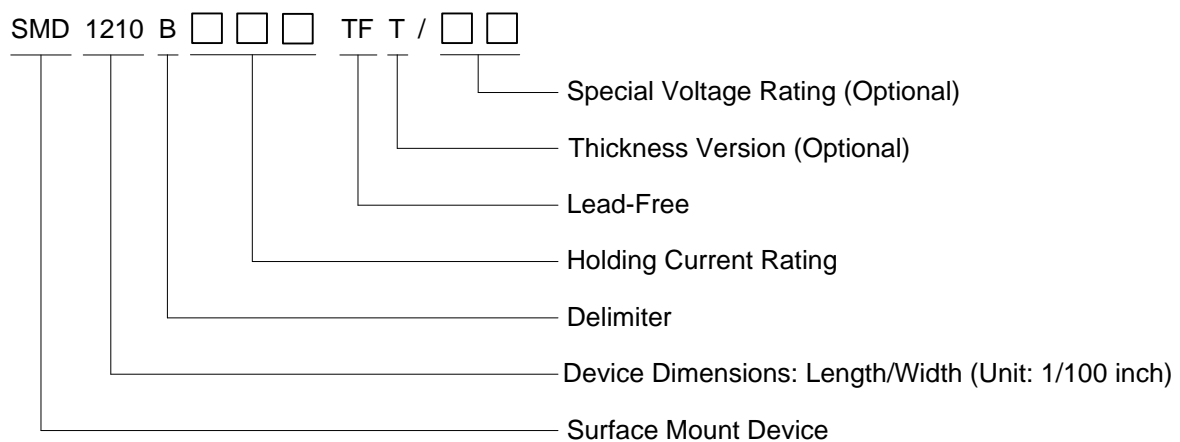 SMD 1210 B □ □ □ TF T / □ □
Special Voltage Rating (Optional)
Thickness Version (Optional)
Lead-Free
Holding Current Rating
Delimiter
Device Dimensions: Length/Width (Unit: 1/100 inch)
Surface Mount Device